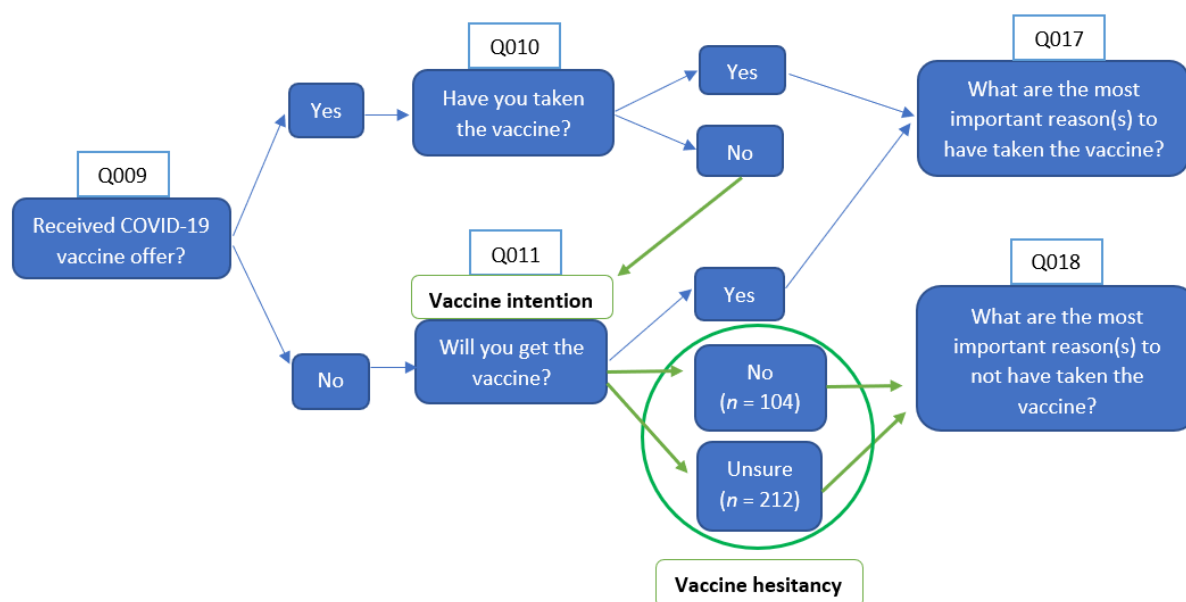 Q009
Received COVID-19
vaccine offer?
Yes
No
Q010
Have you taken
the vaccine?
Yes
No
Q011
Vaccine intention
Will you get the
vaccine?
Yes
No
(n = 104)
Unsure
(n = 212)
Vaccine hesitancy
Q017
What are the most
important reason(s) to
have taken the vaccine?
Q018
What are the most
important reason(s) to
not have taken the
vaccine?